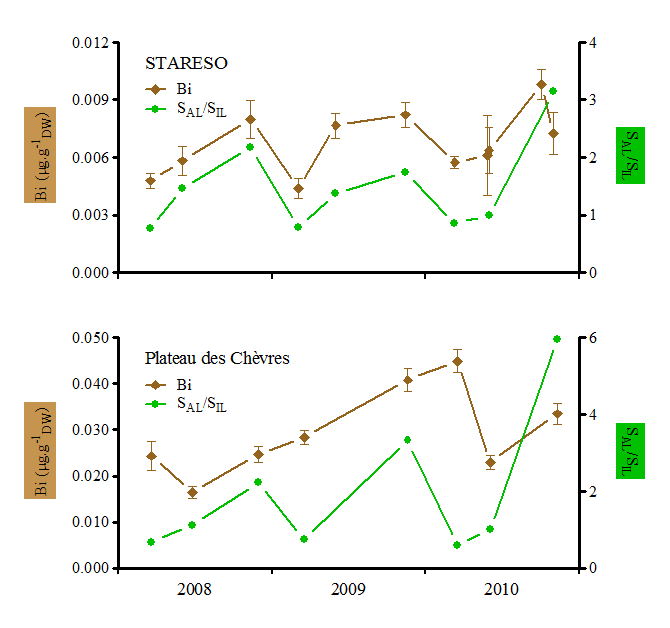 STARESO
Bi
SAL/SIL
0.012
0.009
0.006
0.003
0.000
Bi (µg.g-1DW)
4
3
2
1
0
SAL/SIL
Plateau des Chèvres
Bi
SAL/SIL
0.050
0.040
0.030
0.020
0.010
0.000
Bi (µg.g-1DW)
6
4
2
0
SAL/SIL
2008 2009 2010